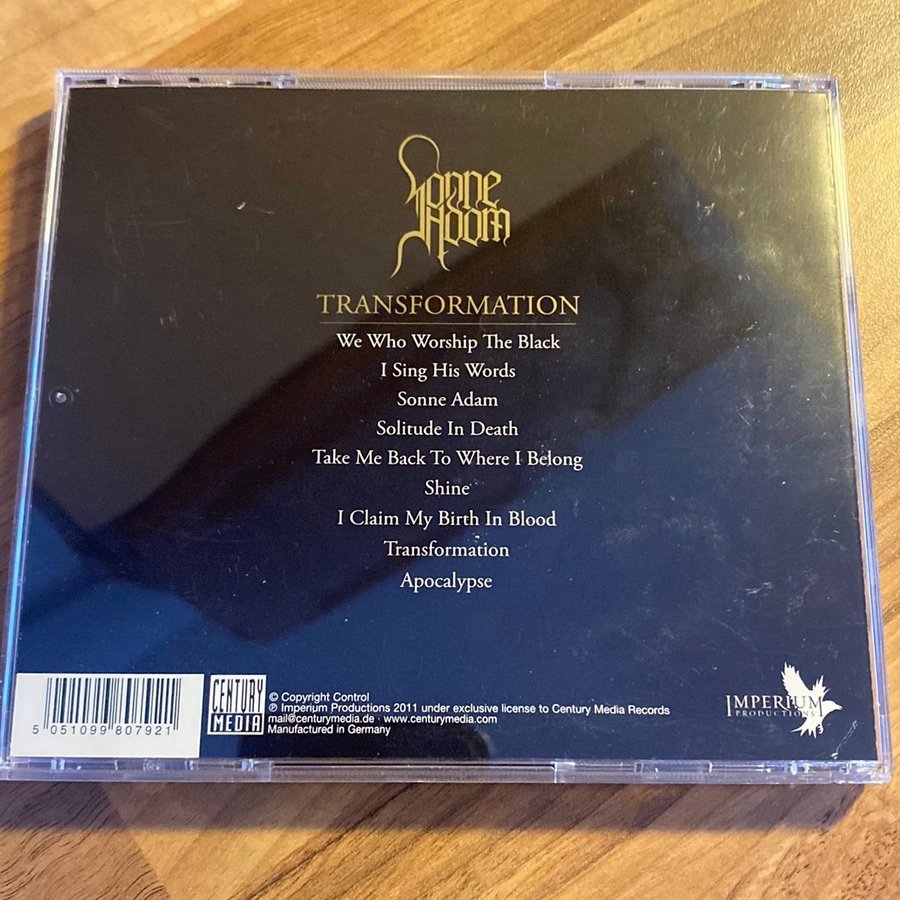 Sonne
Adam
TRANSFORMATION
We Who Worship The Black
I Sing His Words
Sonne Adam
Solitude In Death
Take Me Back To Where I Belong
Shine
I Claim My Birth In Blood
Transformation
Apocalypse
5 051099 807921
CENTURY
MEDIA
© Copyright Control
℗ Imperium Productions 2011 under exclusive license to Century Media Records
mail@centurymedia.de · www.centurymedia.com
Manufactured in Germany
IMPERIUM
PRODUCTIONS